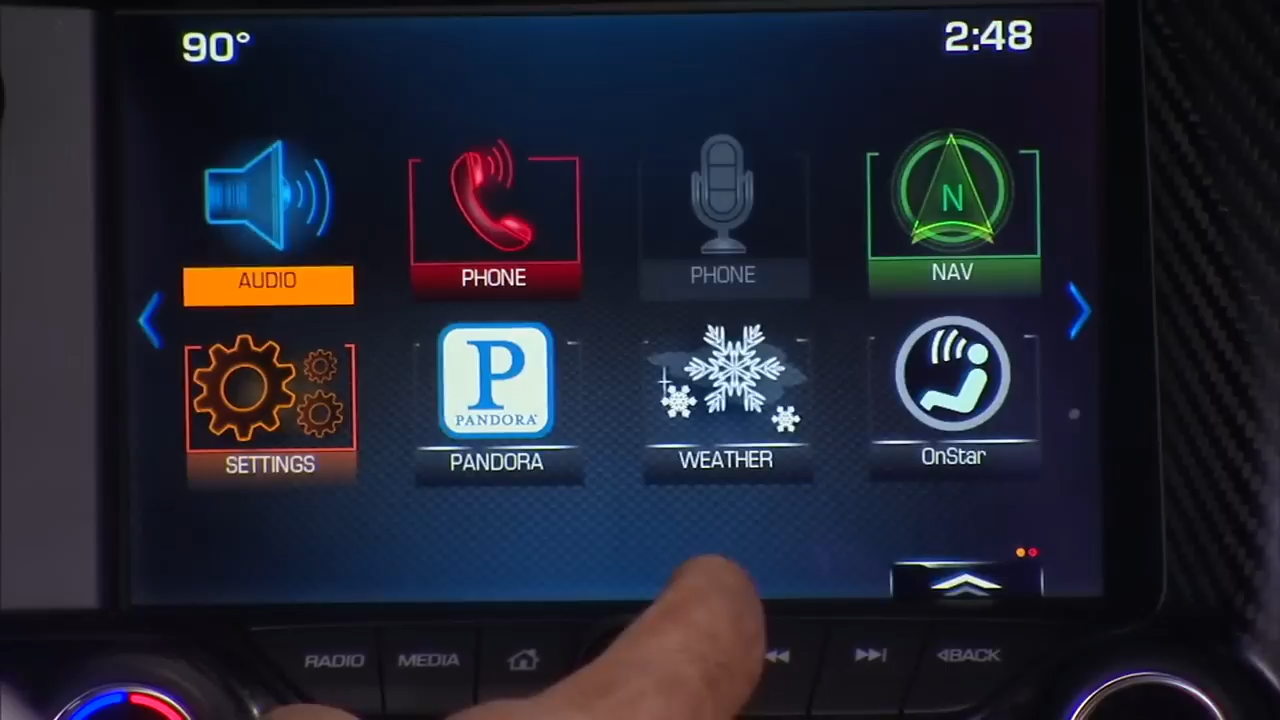 90° 2:48
AUDIO PHONE PHONE NAV
N
P
PANDORA
SETTINGS PANDORA WEATHER OnStar
RADIO MEDIA BACK